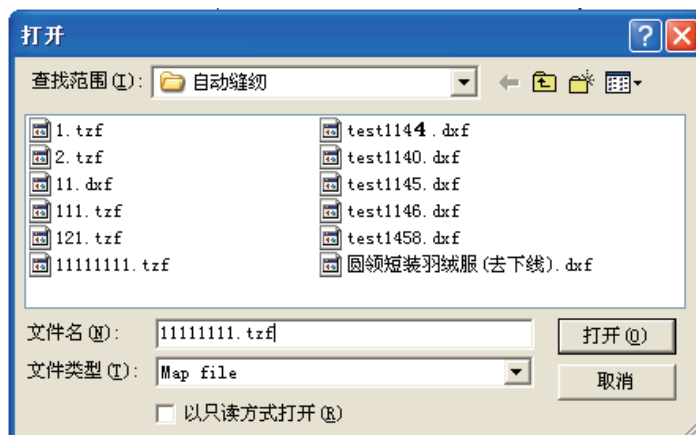 打开
查找范围(I): 自动缝纫
1.tzf
2.tzf
11.dxf
111.tzf
121.tzf
11111111.tzf
test1144.dxf
test1140.dxf
test1145.dxf
test1146.dxf
test1458.dxf
圆领短装羽绒服(去下线).dxf
文件名(N): 11111111.tzf 打开(O)
文件类型(T): Map file 取消
以只读方式打开(R)